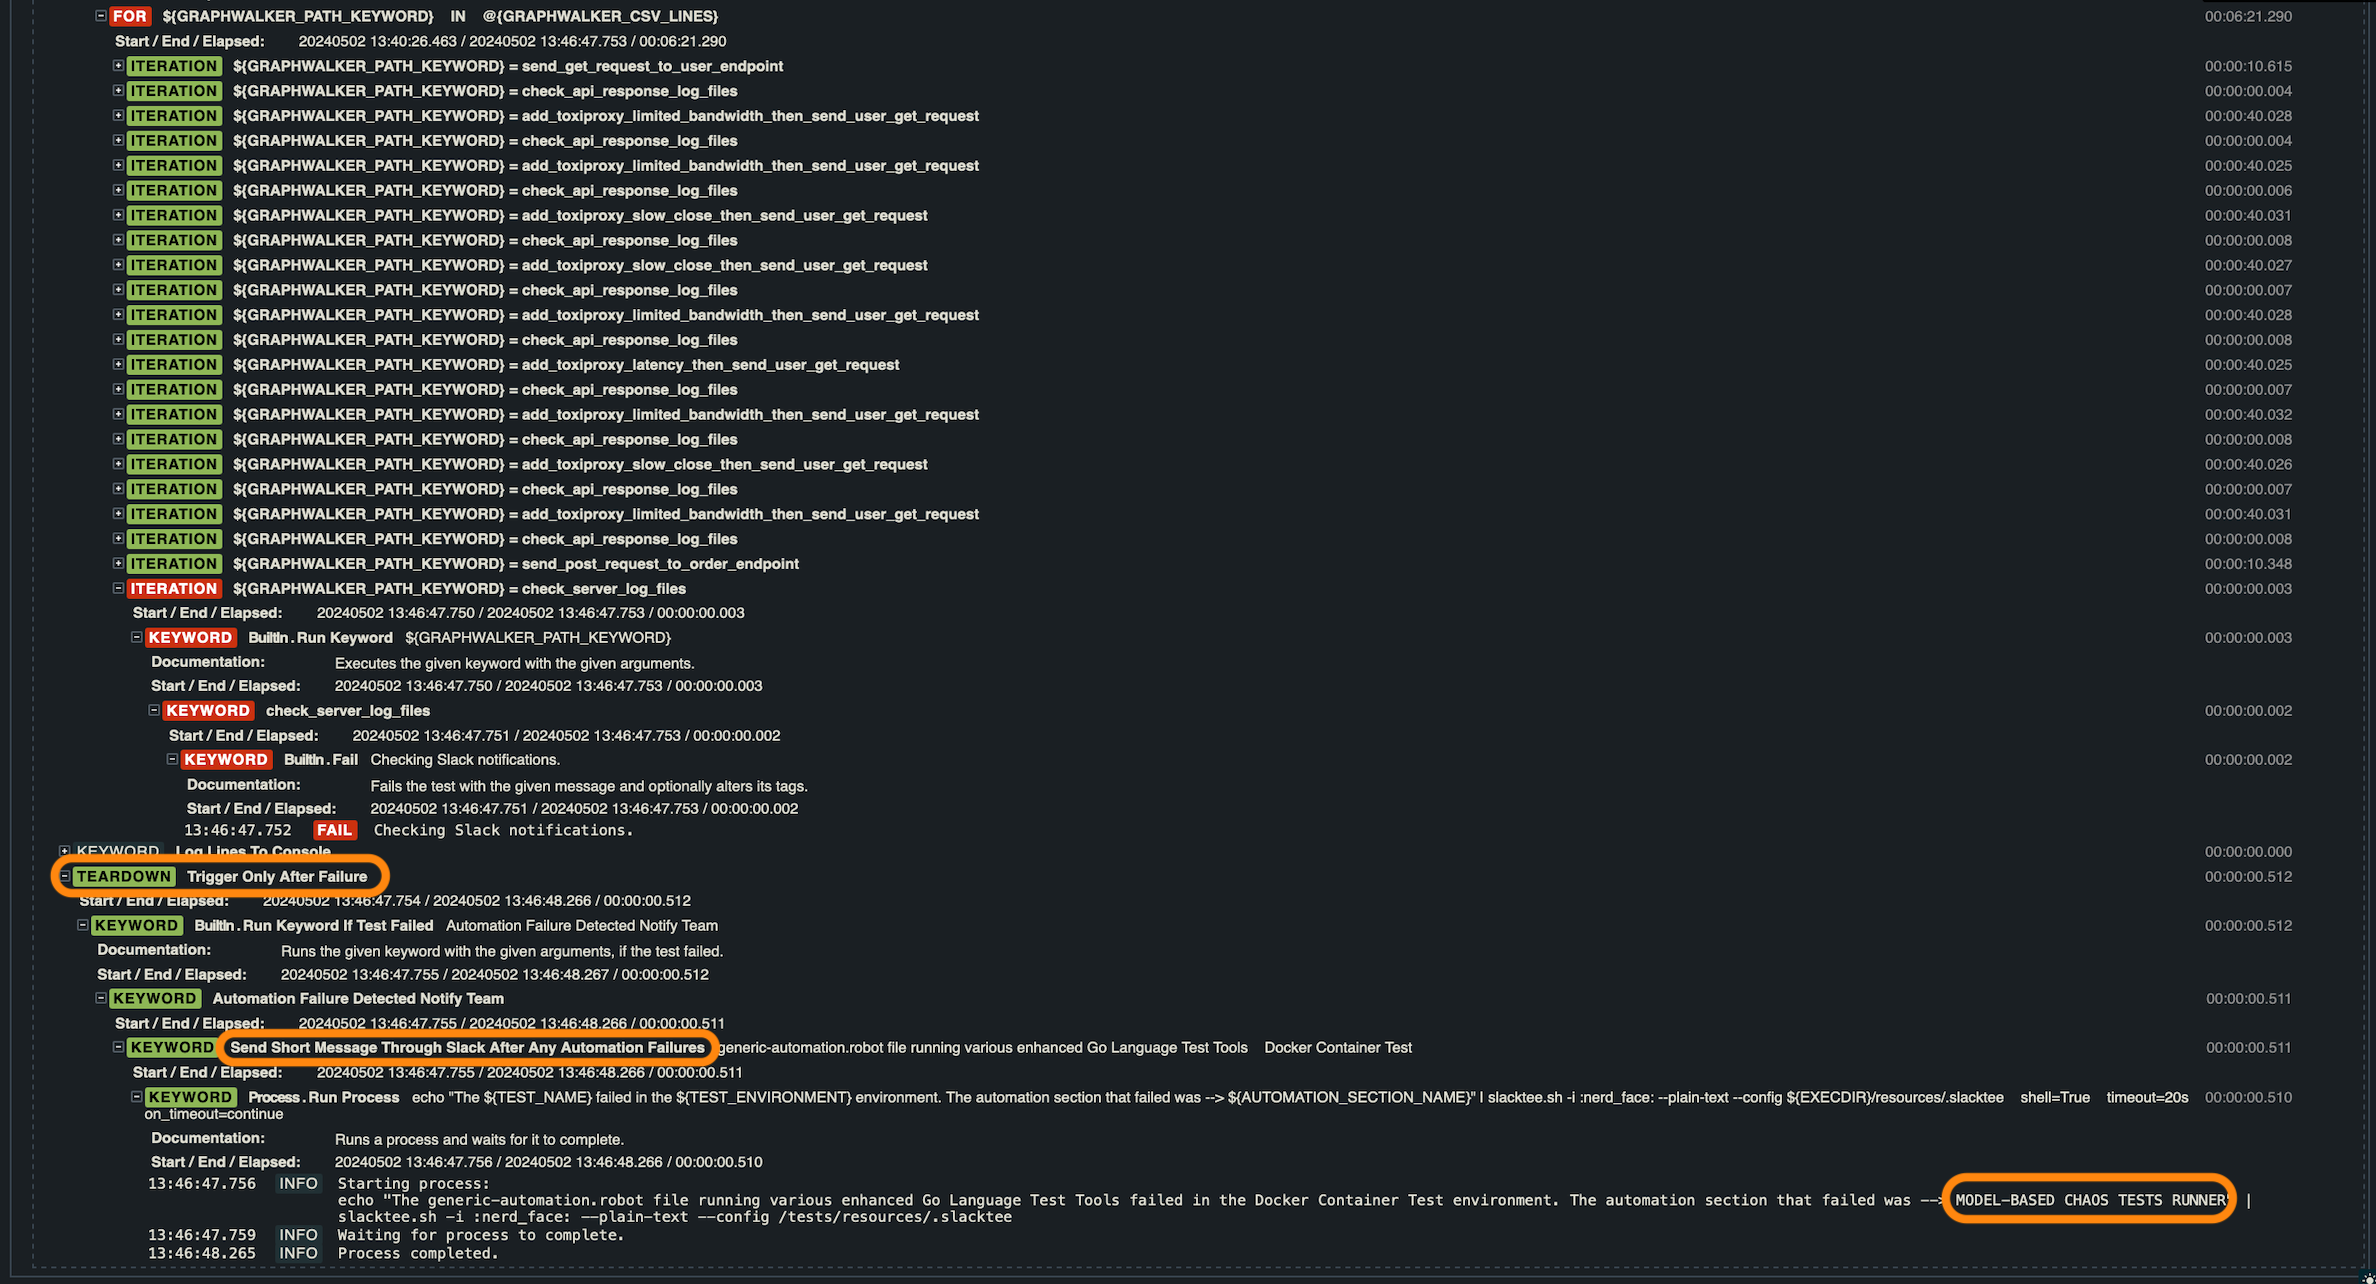 FOR ${GRAPHWALKER_PATH_KEYWORD} IN @{GRAPHWALKER_CSV_LINES} 00:06:21.290
Start / End / Elapsed: 20240502 13:40:26.463 / 20240502 13:46:47.753 / 00:06:21.290
ITERATION ${GRAPHWALKER_PATH_KEYWORD} = send_get_request_to_user_endpoint 00:00:10.615
ITERATION ${GRAPHWALKER_PATH_KEYWORD} = check_api_response_log_files 00:00:00.004
ITERATION ${GRAPHWALKER_PATH_KEYWORD} = add_toxiproxy_limited_bandwidth_then_send_user_get_request 00:00:40.028
ITERATION ${GRAPHWALKER_PATH_KEYWORD} = check_api_response_log_files 00:00:00.004
ITERATION ${GRAPHWALKER_PATH_KEYWORD} = add_toxiproxy_limited_bandwidth_then_send_user_get_request 00:00:40.025
ITERATION ${GRAPHWALKER_PATH_KEYWORD} = check_api_response_log_files 00:00:00.006
ITERATION ${GRAPHWALKER_PATH_KEYWORD} = add_toxiproxy_slow_close_then_send_user_get_request 00:00:40.031
ITERATION ${GRAPHWALKER_PATH_KEYWORD} = check_api_response_log_files 00:00:00.008
ITERATION ${GRAPHWALKER_PATH_KEYWORD} = add_toxiproxy_slow_close_then_send_user_get_request 00:00:40.027
ITERATION ${GRAPHWALKER_PATH_KEYWORD} = check_api_response_log_files 00:00:00.007
ITERATION ${GRAPHWALKER_PATH_KEYWORD} = add_toxiproxy_limited_bandwidth_then_send_user_get_request 00:00:40.028
ITERATION ${GRAPHWALKER_PATH_KEYWORD} = check_api_response_log_files 00:00:00.008
ITERATION ${GRAPHWALKER_PATH_KEYWORD} = add_toxiproxy_latency_then_send_user_get_request 00:00:40.025
ITERATION ${GRAPHWALKER_PATH_KEYWORD} = check_api_response_log_files 00:00:00.007
ITERATION ${GRAPHWALKER_PATH_KEYWORD} = add_toxiproxy_limited_bandwidth_then_send_user_get_request 00:00:40.032
ITERATION ${GRAPHWALKER_PATH_KEYWORD} = check_api_response_log_files 00:00:00.008
ITERATION ${GRAPHWALKER_PATH_KEYWORD} = add_toxiproxy_slow_close_then_send_user_get_request 00:00:40.026
ITERATION ${GRAPHWALKER_PATH_KEYWORD} = check_api_response_log_files 00:00:00.007
ITERATION ${GRAPHWALKER_PATH_KEYWORD} = add_toxiproxy_limited_bandwidth_then_send_user_get_request 00:00:40.031
ITERATION ${GRAPHWALKER_PATH_KEYWORD} = check_api_response_log_files 00:00:00.008
ITERATION ${GRAPHWALKER_PATH_KEYWORD} = send_post_request_to_order_endpoint 00:00:10.348
ITERATION ${GRAPHWALKER_PATH_KEYWORD} = check_server_log_files 00:00:00.003
Start / End / Elapsed: 20240502 13:46:47.750 / 20240502 13:46:47.753 / 00:00:00.003
KEYWORD BuiltIn.Run Keyword ${GRAPHWALKER_PATH_KEYWORD} 00:00:00.003
Documentation: Executes the given keyword with the given arguments.
Start / End / Elapsed: 20240502 13:46:47.750 / 20240502 13:46:47.753 / 00:00:00.003
KEYWORD check_server_log_files 00:00:00.002
Start / End / Elapsed: 20240502 13:46:47.751 / 20240502 13:46:47.753 / 00:00:00.002
KEYWORD BuiltIn.Fail Checking Slack notifications. 00:00:00.002
Documentation: Fails the test with the given message and optionally alters its tags.
Start / End / Elapsed: 20240502 13:46:47.751 / 20240502 13:46:47.753 / 00:00:00.002
13:46:47.752 FAIL Checking Slack notifications.
KEYWORD Log Lines To Console 00:00:00.000
TEARDOWN Trigger Only After Failure 00:00:00.512
Start / End / Elapsed: 20240502 13:46:47.754 / 20240502 13:46:48.266 / 00:00:00.512
KEYWORD BuiltIn.Run Keyword If Test Failed Automation Failure Detected Notify Team 00:00:00.512
Documentation: Runs the given keyword with the given arguments, if the test failed.
Start / End / Elapsed: 20240502 13:46:47.755 / 20240502 13:46:48.267 / 00:00:00.512
KEYWORD Automation Failure Detected Notify Team 00:00:00.511
Start / End / Elapsed: 20240502 13:46:47.755 / 20240502 13:46:48.266 / 00:00:00.511
KEYWORD Send Short Message Through Slack After Any Automation Failures generic-automation.robot file running various enhanced Go Language Test Tools Docker Container Test 00:00:00.511
Start / End / Elapsed: 20240502 13:46:47.755 / 20240502 13:46:48.266 / 00:00:00.511
KEYWORD Process.Run Process echo "The ${TEST_NAME} failed in the ${TEST_ENVIRONMENT} environment. The automation section that failed was --> ${AUTOMATION_SECTION_NAME}" | slacktee.sh -i :nerd_face: --plain-text --config ${EXECDIR}/resources/.slacktee shell=True timeout=20s 00:00:00.510
on_timeout=continue
Documentation: Runs a process and waits for it to complete.
Start / End / Elapsed: 20240502 13:46:47.756 / 20240502 13:46:48.266 / 00:00:00.510
13:46:47.756 INFO Starting process:
echo "The generic-automation.robot file running various enhanced Go Language Test Tools failed in the Docker Container Test environment. The automation section that failed was --> MODEL-BASED CHAOS TESTS RUNNER" |
slacktee.sh -i :nerd_face: --plain-text --config /tests/resources/.slacktee
13:46:47.759 INFO Waiting for process to complete.
13:46:48.265 INFO Process completed.